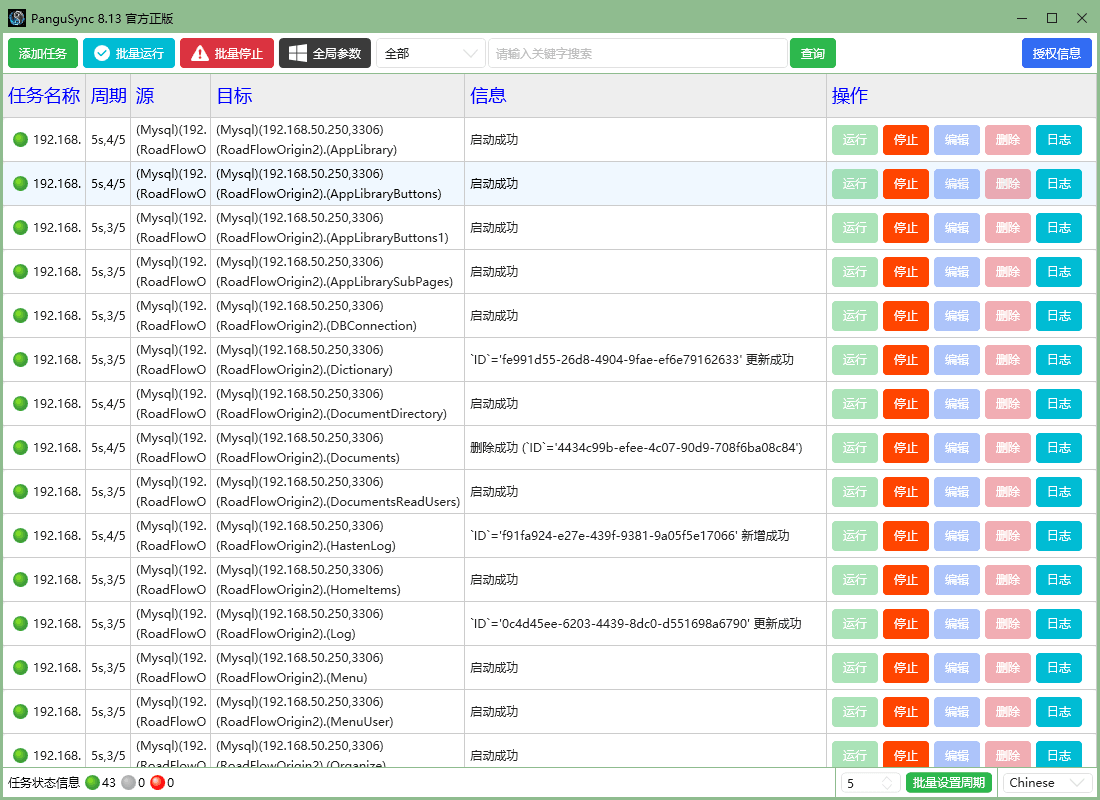 PanguSync 8.13 官方正版
添加任务 批量运行 批量停止 全局参数 全部 请输入关键字搜索 查询 授权信息
任务名称 周期 源 目标 信息 操作
192.168. 5s,4/5 (Mysql)(192. (Mysql)(192.168.50.250,3306) 启动成功 运行 停止 编辑 删除 日志
(RoadFlowO (RoadFlowOrigin2).(AppLibrary)
192.168. 5s,4/5 (Mysql)(192. (Mysql)(192.168.50.250,3306) 启动成功 运行 停止 编辑 删除 日志
(RoadFlowO (RoadFlowOrigin2).(AppLibraryButtons)
192.168. 5s,3/5 (Mysql)(192. (Mysql)(192.168.50.250,3306) 启动成功 运行 停止 编辑 删除 日志
(RoadFlowO (RoadFlowOrigin2).(AppLibraryButtons1)
192.168. 5s,3/5 (Mysql)(192. (Mysql)(192.168.50.250,3306) 启动成功 运行 停止 编辑 删除 日志
(RoadFlowO (RoadFlowOrigin2).(AppLibrarySubPages)
192.168. 5s,3/5 (Mysql)(192. (Mysql)(192.168.50.250,3306) 启动成功 运行 停止 编辑 删除 日志
(RoadFlowO (RoadFlowOrigin2).(DBConnection)
192.168. 5s,3/5 (Mysql)(192. (Mysql)(192.168.50.250,3306) `ID`='fe991d55-26d8-4904-9fae-ef6e79162633' 更新成功 运行 停止 编辑 删除 日志
(RoadFlowO (RoadFlowOrigin2).(Dictionary)
192.168. 5s,4/5 (Mysql)(192. (Mysql)(192.168.50.250,3306) 启动成功 运行 停止 编辑 删除 日志
(RoadFlowO (RoadFlowOrigin2).(DocumentDirectory)
192.168. 5s,4/5 (Mysql)(192. (Mysql)(192.168.50.250,3306) 删除成功 (`ID`='4434c99b-efee-4c07-90d9-708f6ba08c84') 运行 停止 编辑 删除 日志
(RoadFlowO (RoadFlowOrigin2).(Documents)
192.168. 5s,3/5 (Mysql)(192. (Mysql)(192.168.50.250,3306) 启动成功 运行 停止 编辑 删除 日志
(RoadFlowO (RoadFlowOrigin2).(DocumentsReadUsers)
192.168. 5s,4/5 (Mysql)(192. (Mysql)(192.168.50.250,3306) `ID`='f91fa924-e27e-439f-9381-9a05f5e17066' 新增成功 运行 停止 编辑 删除 日志
(RoadFlowO (RoadFlowOrigin2).(HastenLog)
192.168. 5s,3/5 (Mysql)(192. (Mysql)(192.168.50.250,3306) 启动成功 运行 停止 编辑 删除 日志
(RoadFlowO (RoadFlowOrigin2).(HomeItems)
192.168. 5s,3/5 (Mysql)(192. (Mysql)(192.168.50.250,3306) `ID`='0c4d45ee-6203-4439-8dc0-d551698a6790' 更新成功 运行 停止 编辑 删除 日志
(RoadFlowO (RoadFlowOrigin2).(Log)
192.168. 5s,3/5 (Mysql)(192. (Mysql)(192.168.50.250,3306) 启动成功 运行 停止 编辑 删除 日志
(RoadFlowO (RoadFlowOrigin2).(Menu)
192.168. 5s,3/5 (Mysql)(192. (Mysql)(192.168.50.250,3306) 启动成功 运行 停止 编辑 删除 日志
(RoadFlowO (RoadFlowOrigin2).(MenuUser)
192.168. 5s,3/5 (Mysql)(192. (Mysql)(192.168.50.250,3306) 启动成功 运行 停止 编辑 删除 日志
(RoadFlowO (RoadFlowOrigin2).(Organize)
任务状态信息 43 0 0 5 批量设置周期 Chinese